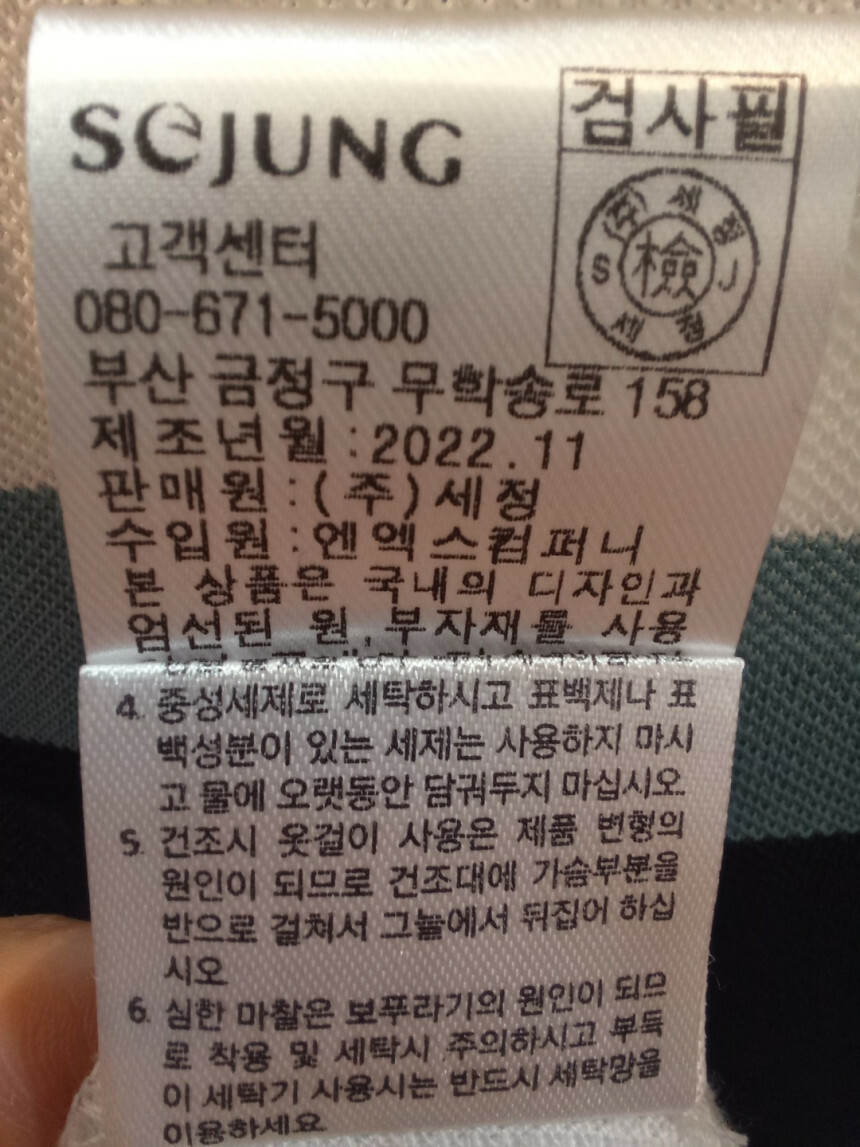 SeJUNG
검사필
(주)세정
S 檢 J
세정
고객센터
080-671-5000
부산 금정구 무학송로 158
제조년월:2022.11
판매원:(주)세정
수입원:엔엑스컴퍼니
본 상품은 국내의 디자인과
엄선된 원,부자재를 사용
4. 중성세제로 세탁하시고 표백제나 표
백성분이 있는 세제는 사용하지 마시
고 물에 오랫동안 담궈두지 마십시오
5. 건조시 옷걸이 사용은 제품 변형의
원인이 되므로 건조대에 가슴부분을
반으로 걸쳐서 그늘에서 뒤집어 하십
시오
6. 심한 마찰은 보푸라기의 원인이 되므
로 착용 및 세탁시 주의하시고 부득
이 세탁기 사용시는 반드시 세탁망을
이용하세요